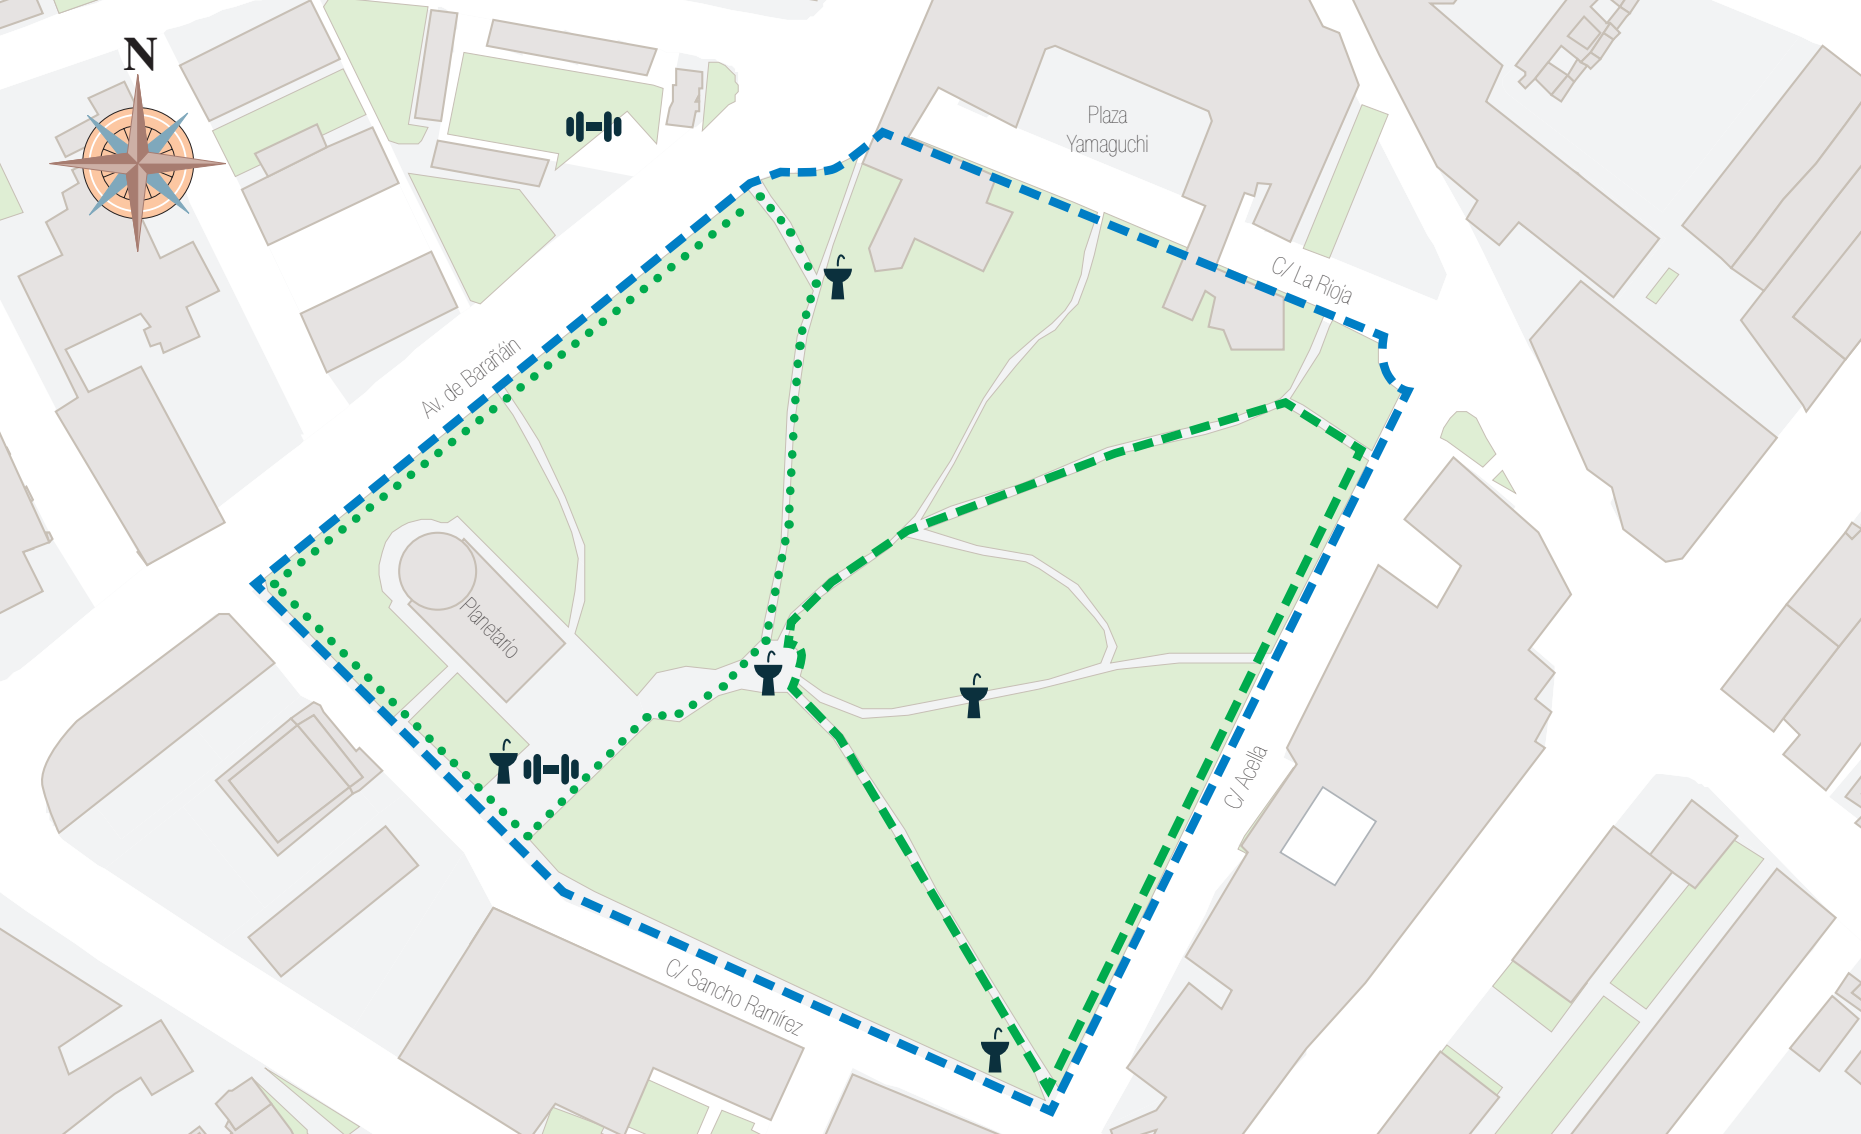 N
Plaza
Yamaguchi
C/ La Rioja
Av. de Barañáin
Planetario
C/ Acella
C/ Sancho Ramírez